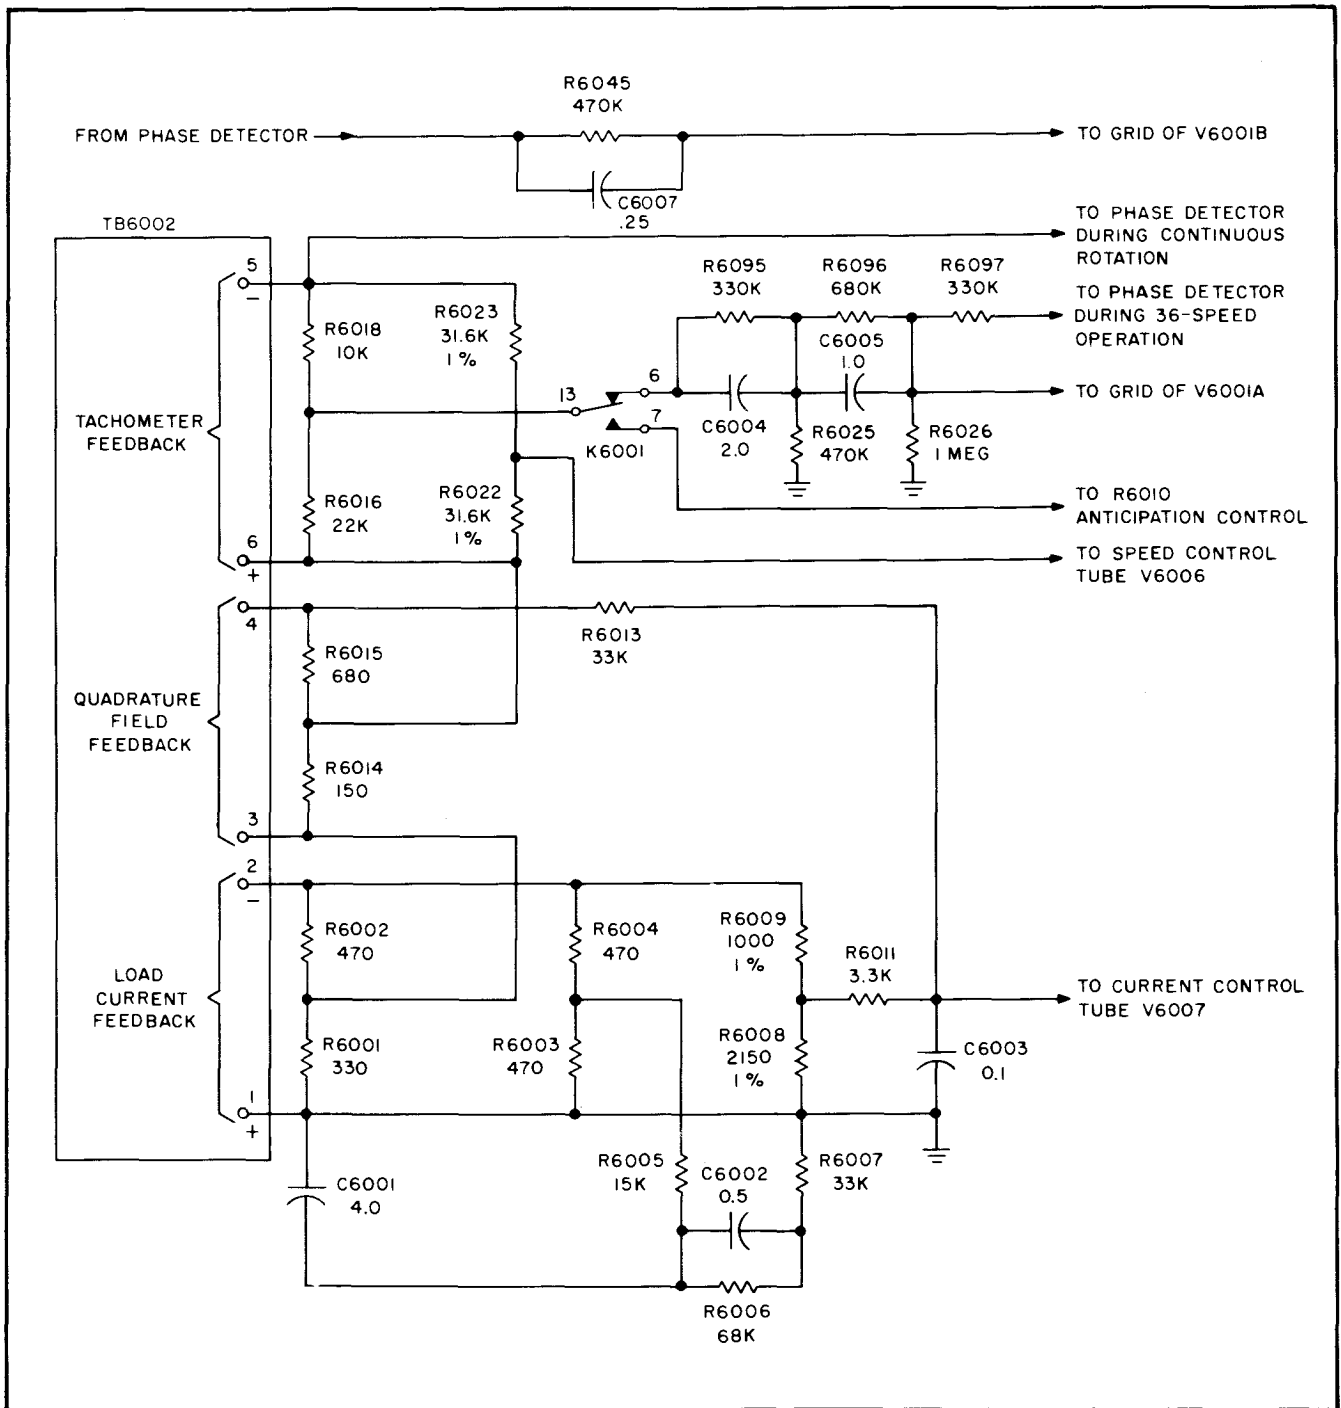 R6045
470K
FROM PHASE DETECTOR
TO GRID OF V6001B
C6007
.25
TB6002
TO PHASE DETECTOR
DURING CONTINUOUS
ROTATION
5
−
R6018
10K
R6023
31.6K
1%
R6095
330K
R6096
680K
R6097
330K
TO PHASE DETECTOR
DURING 36-SPEED
OPERATION
C6005
1.0
13
6
7
K6001
C6004
2.0
R6025
470K
R6026
1 MEG
TO GRID OF V6001A
TACHOMETER
FEEDBACK
R6016
22K
R6022
31.6K
1%
TO R6010
ANTICIPATION CONTROL
6
+
TO SPEED CONTROL
TUBE V6006
4
R6013
33K
R6015
680
QUADRATURE
FIELD
FEEDBACK
R6014
150
3
2
−
R6002
470
R6004
470
R6009
1000
1%
R6011
3.3K
LOAD
CURRENT
FEEDBACK
TO CURRENT CONTROL
TUBE V6007
R6001
330
R6003
470
R6008
2150
1%
C6003
0.1
1
+
C6001
4.0
R6005
15K
C6002
0.5
R6007
33K
R6006
68K